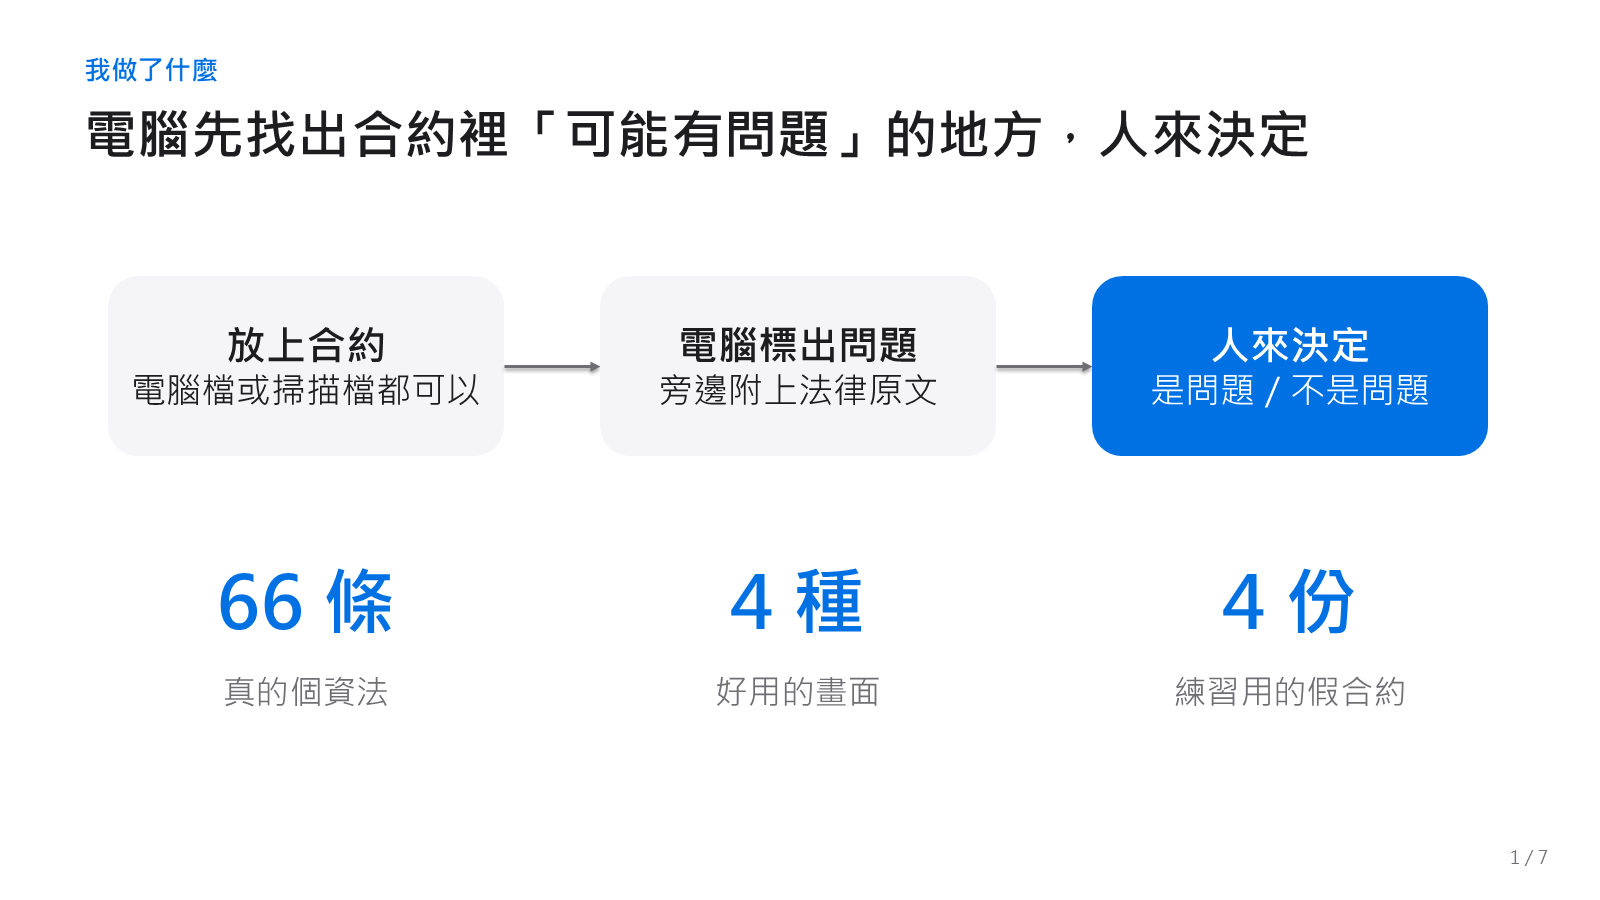 我做了什麼
電腦先找出合約裡「可能有問題」的地方，人來決定
放上合約
電腦檔或掃描檔都可以
電腦標出問題
旁邊附上法律原文
人來決定
是問題 / 不是問題
66 條
真的個資法
4 種
好用的畫面
4 份
練習用的假合約
1 / 7